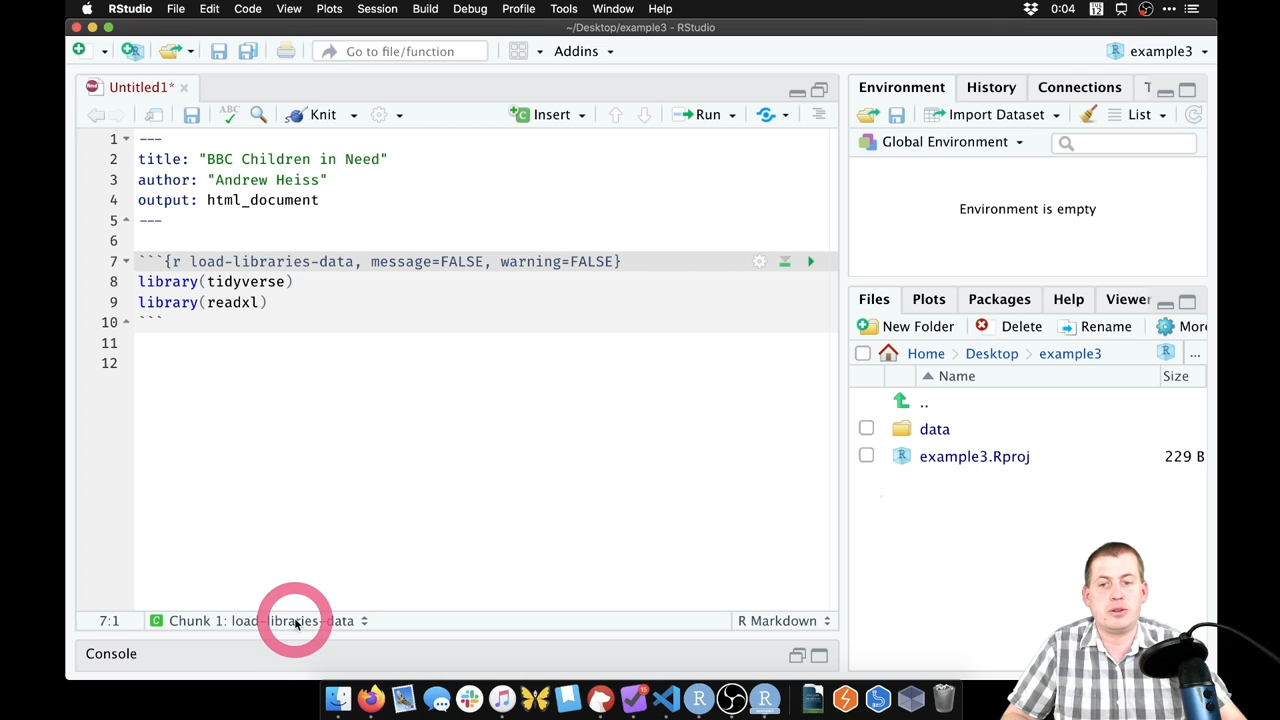 RStudio File Edit Code View Plots Session Build Debug Profile Tools Window Help 0:04 TUE 12
~/Desktop/example3 - RStudio
Go to file/function Addins example3
Untitled1* ×
Environment History Connections T
ABC Knit Insert Run
Import Dataset List
Global Environment
Environment is empty
1 ---
2 title: "BBC Children in Need"
3 author: "Andrew Heiss"
4 output: html_document
5 ---
6
7 ```{r load-libraries-data, message=FALSE, warning=FALSE}
8 library(tidyverse)
9 library(readxl)
10 ```
11
12
7:1 C Chunk 1: load-libraries-data R Markdown
Console
Files Plots Packages Help Viewer
New Folder Delete Rename More
Home > Desktop > example3 R ...
Name Size
..
data
example3.Rproj 229 B